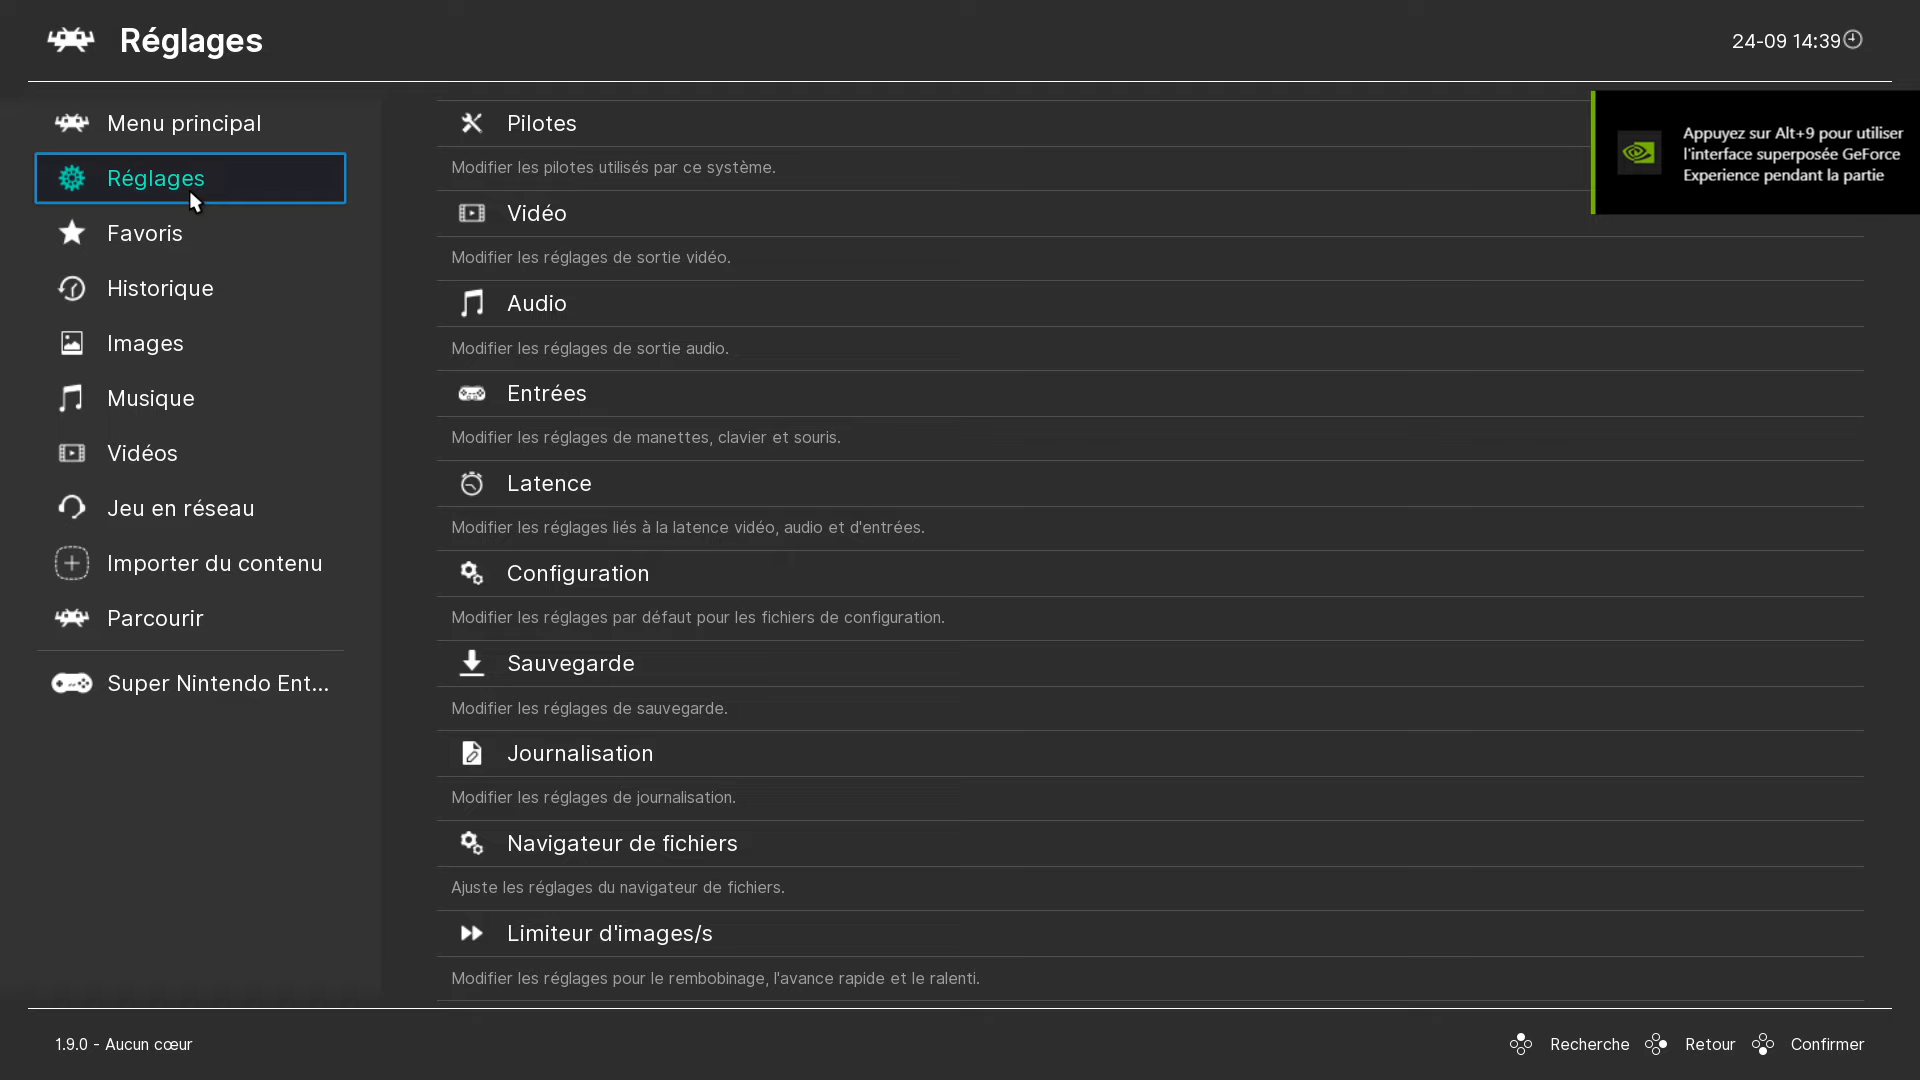 Réglages
24-09 14:39
Menu principal
Réglages
Favoris
Historique
Images
Musique
Vidéos
Jeu en réseau
Importer du contenu
Parcourir
Super Nintendo Ent...
Pilotes
Modifier les pilotes utilisés par ce système.
Vidéo
Modifier les réglages de sortie vidéo.
Audio
Modifier les réglages de sortie audio.
Entrées
Modifier les réglages de manettes, clavier et souris.
Latence
Modifier les réglages liés à la latence vidéo, audio et d'entrées.
Configuration
Modifier les réglages par défaut pour les fichiers de configuration.
Sauvegarde
Modifier les réglages de sauvegarde.
Journalisation
Modifier les réglages de journalisation.
Navigateur de fichiers
Ajuste les réglages du navigateur de fichiers.
Limiteur d'images/s
Modifier les réglages pour le rembobinage, l'avance rapide et le ralenti.
Appuyez sur Alt+9 pour utiliser
l'interface superposée GeForce
Experience pendant la partie
1.9.0 - Aucun cœur
Recherche
Retour
Confirmer